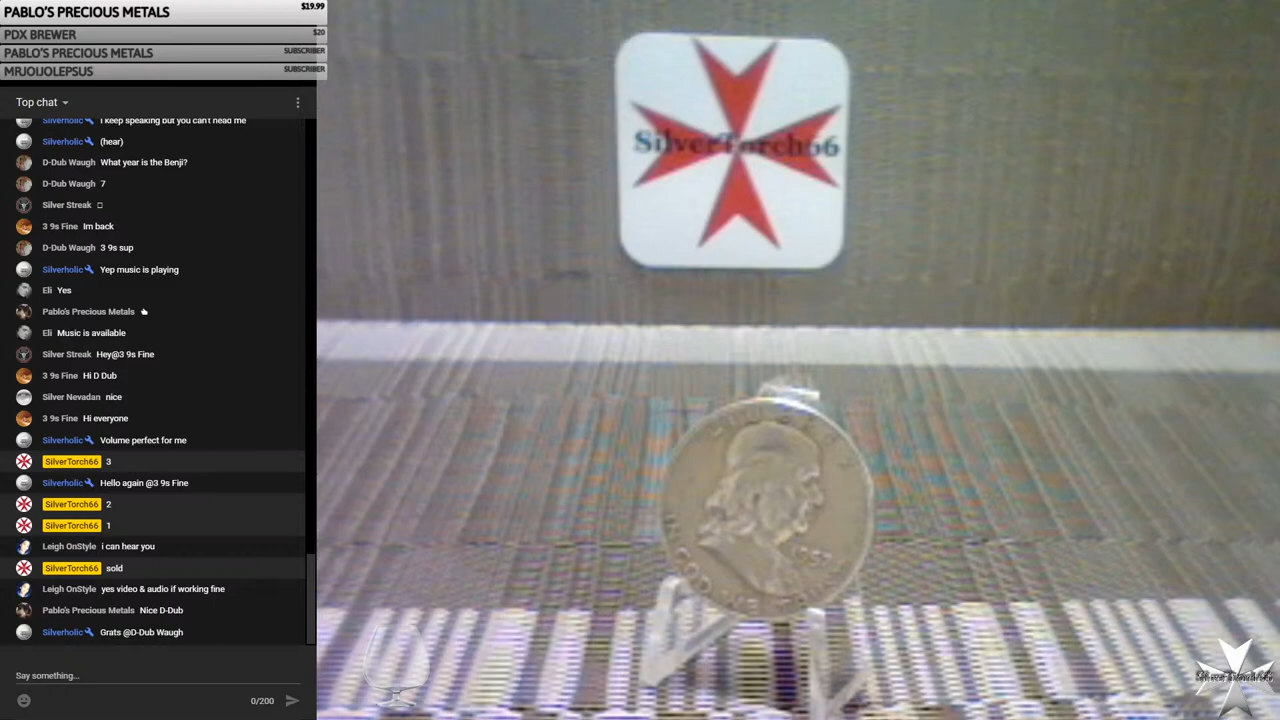 PABLO'S PRECIOUS METALS $19.99
PDX BREWER $20
PABLO'S PRECIOUS METALS SUBSCRIBER
MRJOIJOLEPSUS SUBSCRIBER
Top chat
Silverholic I keep speaking but you can't head me
Silverholic (hear)
D-Dub Waugh What year is the Benji?
D-Dub Waugh 7
Silver Streak
3 9s Fine Im back
D-Dub Waugh 3 9s sup
Silverholic Yep music is playing
Eli Yes
Pablo's Precious Metals
Eli Music is available
Silver Streak Hey@3 9s Fine
3 9s Fine Hi D Dub
Silver Nevadan nice
3 9s Fine Hi everyone
Silverholic Volume perfect for me
SilverTorch66 3
Silverholic Hello again @3 9s Fine
SilverTorch66 2
SilverTorch66 1
Leigh OnStyle i can hear you
SilverTorch66 sold
Leigh OnStyle yes video & audio if working fine
Pablo's Precious Metals Nice D-Dub
Silverholic Grats @D-Dub Waugh
Say something...
0/200
SilverTorch66
SilverTorch66